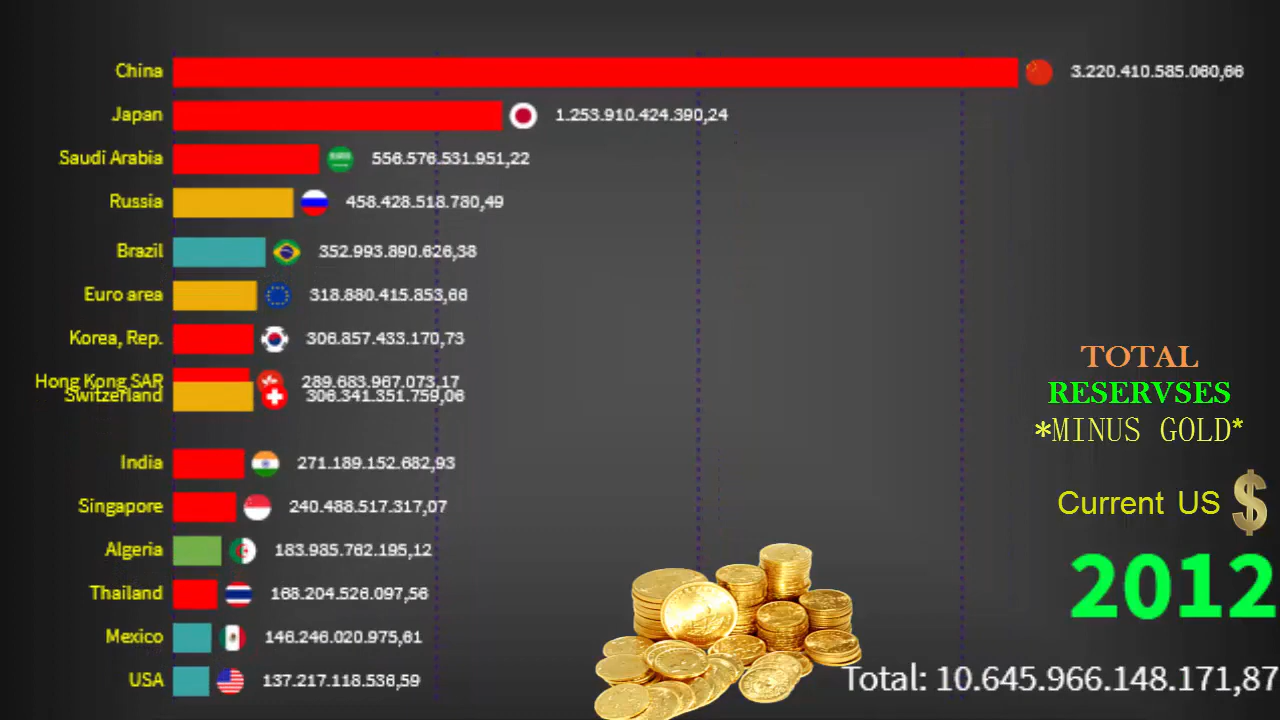 China 3.220.410.585.060,66
Japan 1.253.910.424.390,24
Saudi Arabia 556.576.531.951,22
Russia 458.428.518.780,49
Brazil 352.993.890.626,38
Euro area 318.880.415.853,66
Korea, Rep. 306.857.433.170,73
Hong Kong SAR 289.683.967.073,17
Switzerland 306.341.351.759,06
India 271.189.152.682,93
Singapore 240.488.517.317,07
Algeria 183.985.762.195,12
Thailand 168.204.526.097,56
Mexico 146.246.020.975,61
USA 137.217.118.536,59
TOTAL
RESERVSES
*MINUS GOLD*
Current US $
2012
Total: 10.645.966.148.171,87